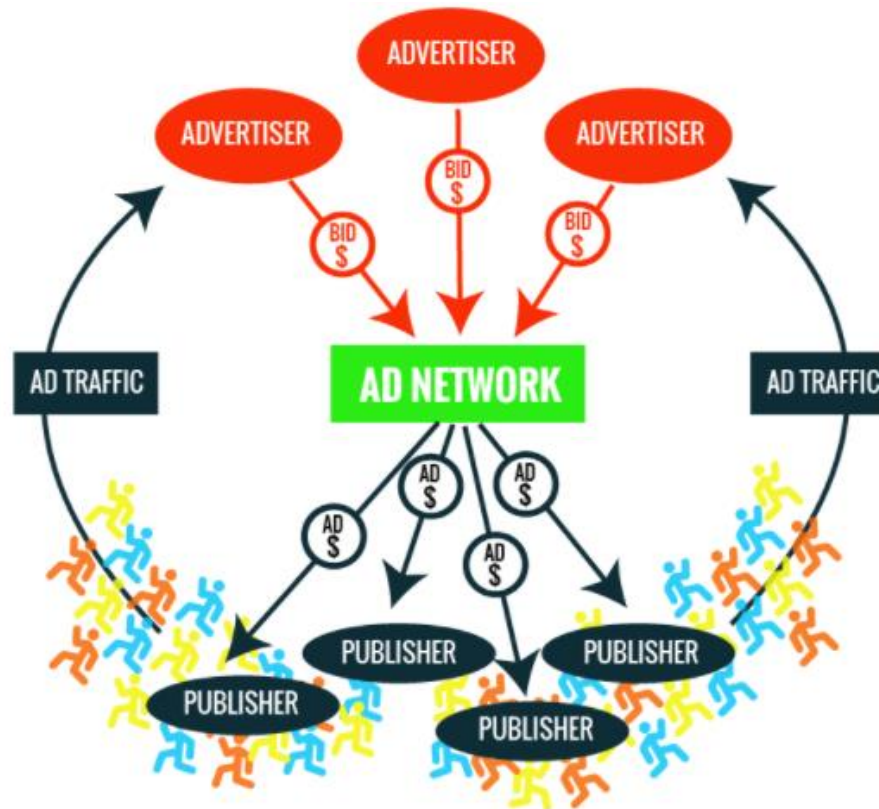 ADVERTISER
ADVERTISER
ADVERTISER
BID
$
BID
$
BID
$
AD TRAFFIC
AD NETWORK
AD TRAFFIC
AD
$
AD
$
AD
$
AD
$
PUBLISHER
PUBLISHER
PUBLISHER
PUBLISHER